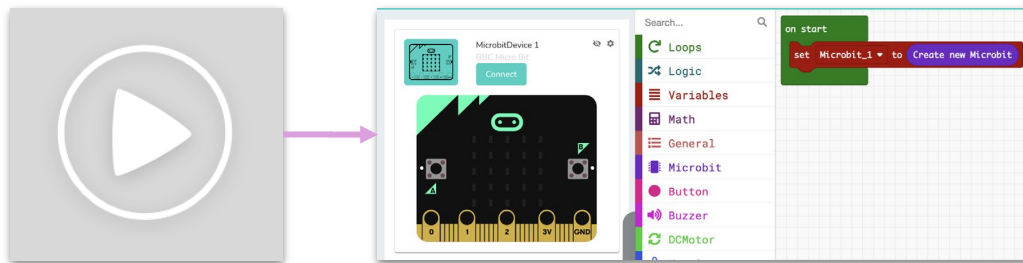 MicrobitDevice 1
BBC Micro Bit
Connect
A
B
0 1 2 3V GND
Search...
Loops
Logic
Variables
Math
General
Microbit
Button
Buzzer
DCMotor
on start
set Microbit_1 to Create new Microbit